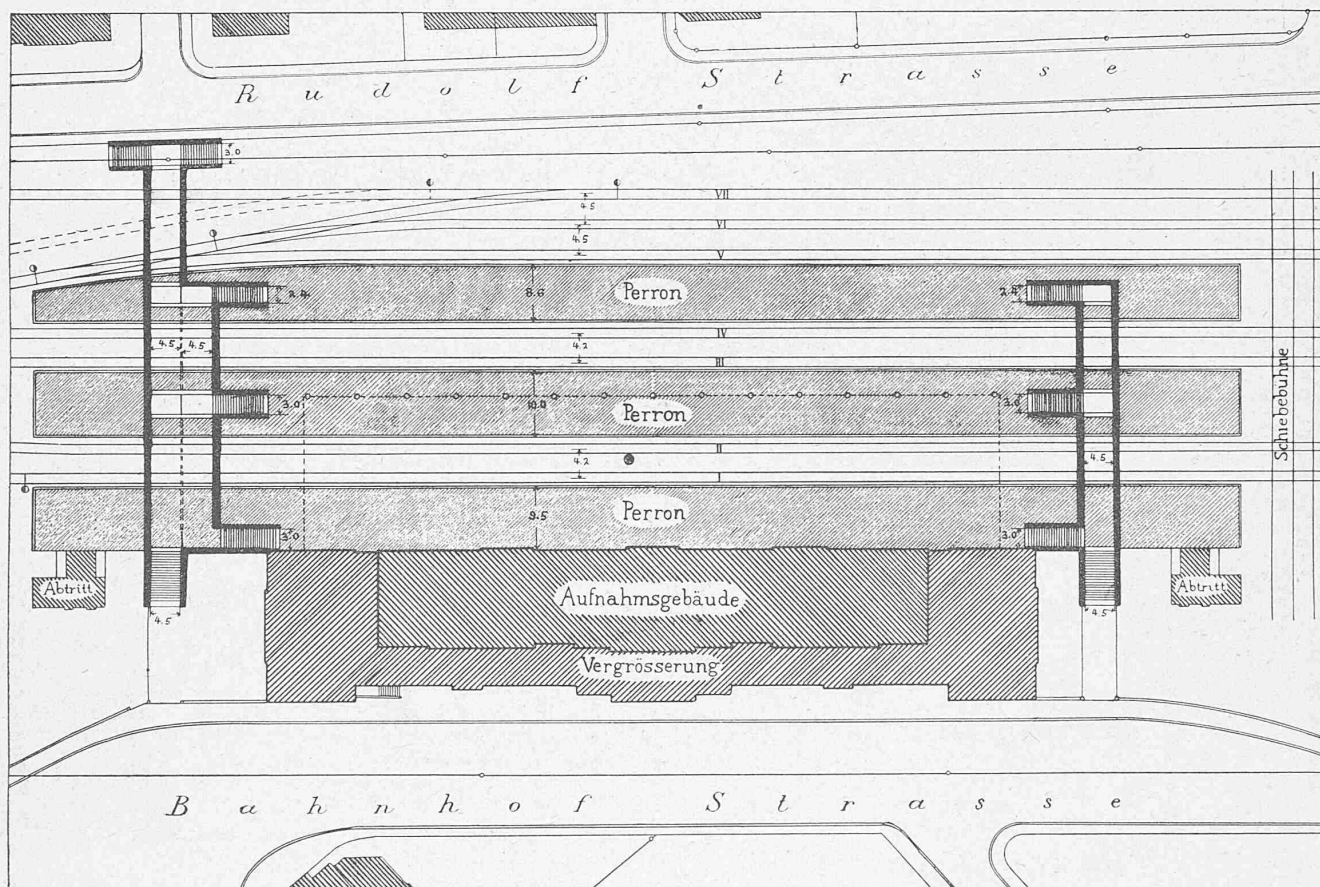 Rudolf Strasse
3.0
VII
4.5
VI
4.5
V
2.4
8.6
Perron
2.4
IV
4.5 4.5
4.2
III
3.0
10.0
Perron
3.0
Schiebebühne
4.2
II
4.5
I
9.5
Perron
3.0
3.0
Abtritt
Aufnahmsgebäude
Abtritt
4.5
4.5
Vergrösserung
Bahnhof Strasse